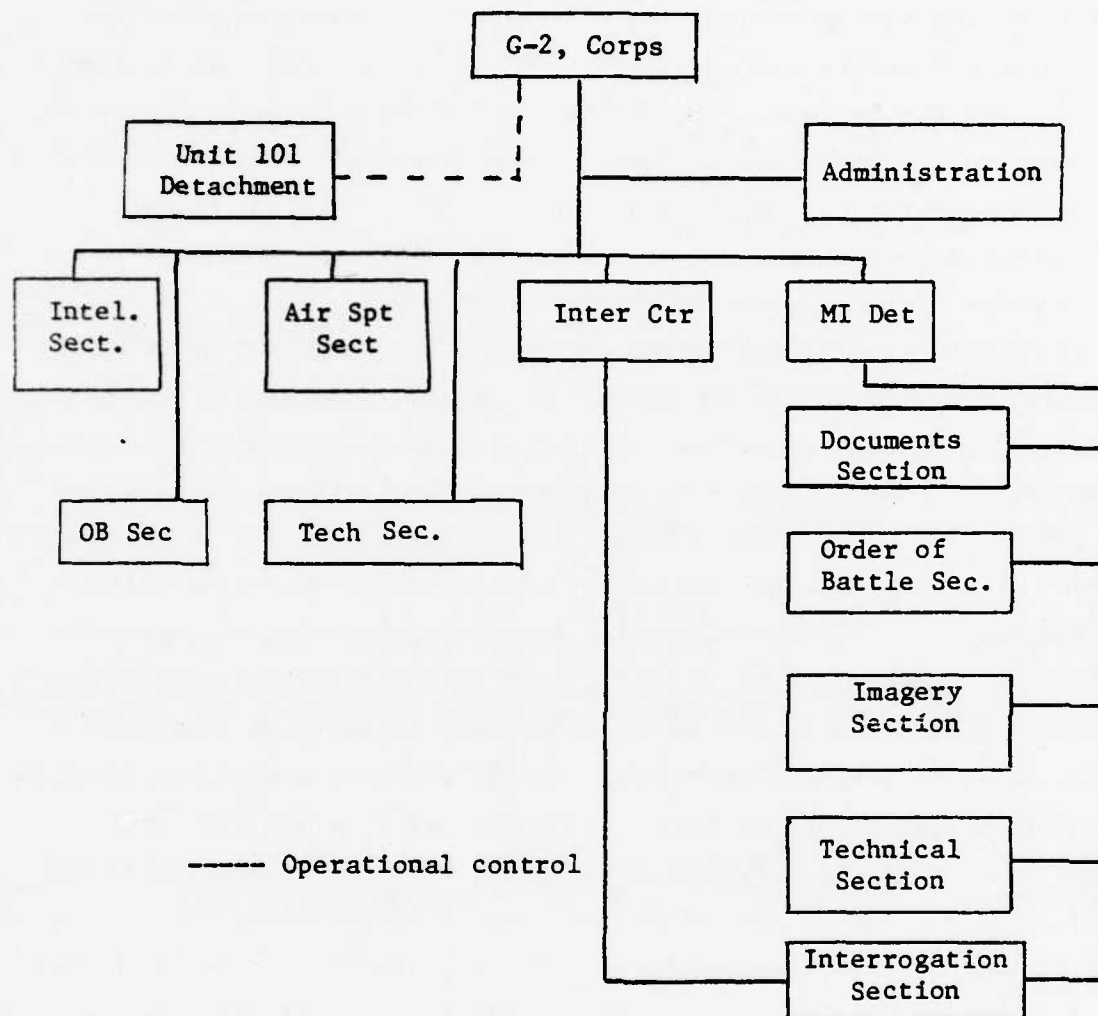 G-2, Corps
Unit 101
Detachment
Administration
Intel.
Sect.
Air Spt
Sect
Inter Ctr
MI Det
Documents
Section
OB Sec
Tech Sec.
Order of
Battle Sec.
Imagery
Section
Technical
Section
Operational control
Interrogation
Section